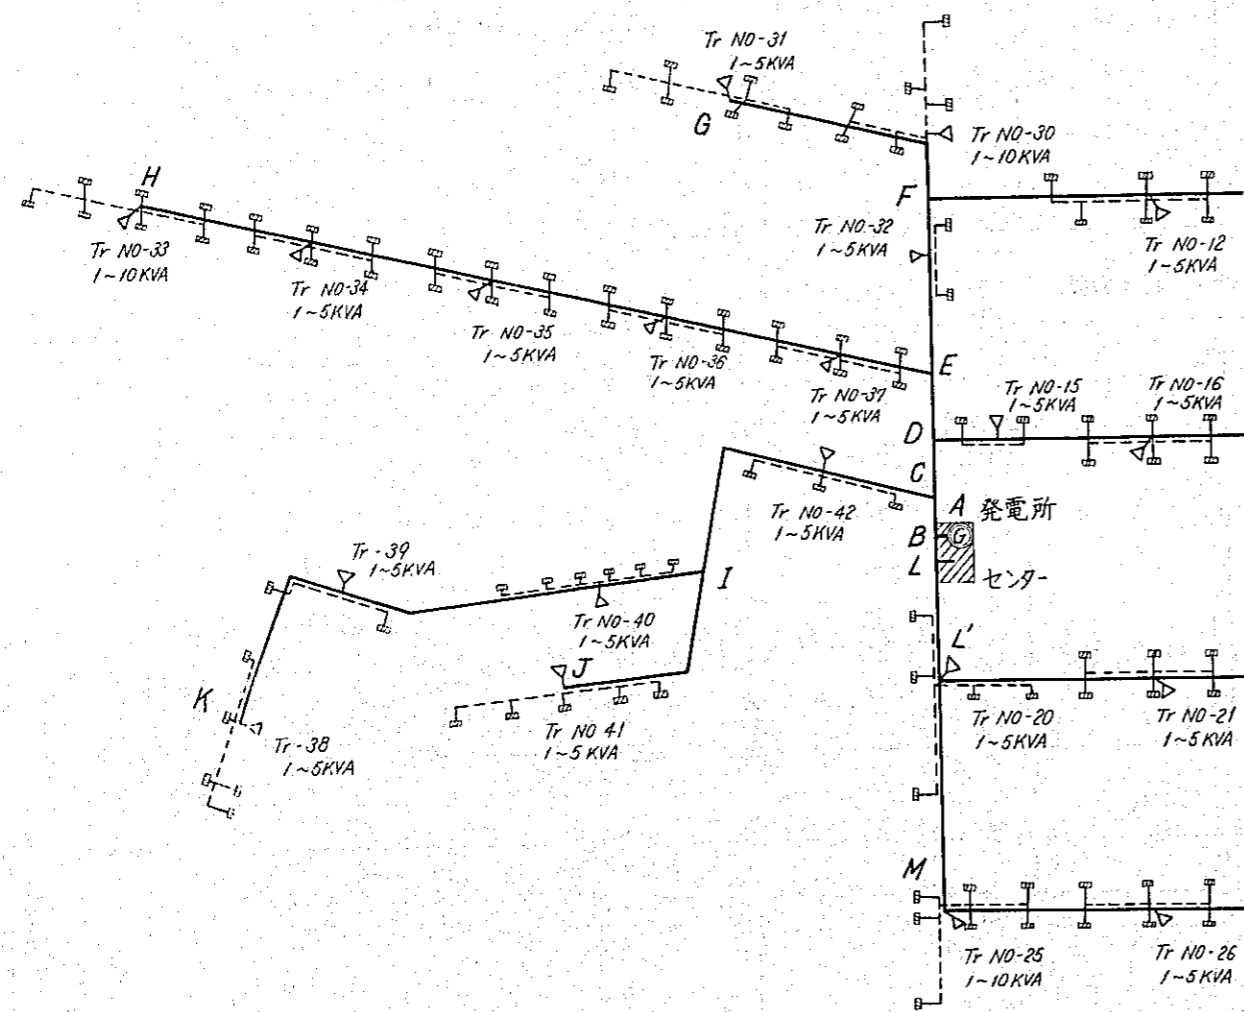 Tr NO-31
1~5KVA
G
Tr NO-30
1~10KVA
H
F
Tr NO-32
1~5KVA
Tr NO-33
1~10KVA
Tr NO-12
1~5KVA
Tr NO-34
1~5KVA
Tr NO-35
1~5KVA
Tr NO-36
1~5KVA
E
Tr NO-37
1~5KVA
Tr NO-15
1~5KVA
Tr NO-16
1~5KVA
D
C
A 発電所
B
G
L
センター
Tr NO-42
1~5KVA
Tr-39
1~5KVA
I
Tr NO-40
1~5KVA
J
L'
K
Tr-38
1~5KVA
Tr NO 41
1~5KVA
Tr NO-20
1~5KVA
Tr NO-21
1~5KVA
M
Tr NO-25
1~10KVA
Tr NO-26
1~5KVA